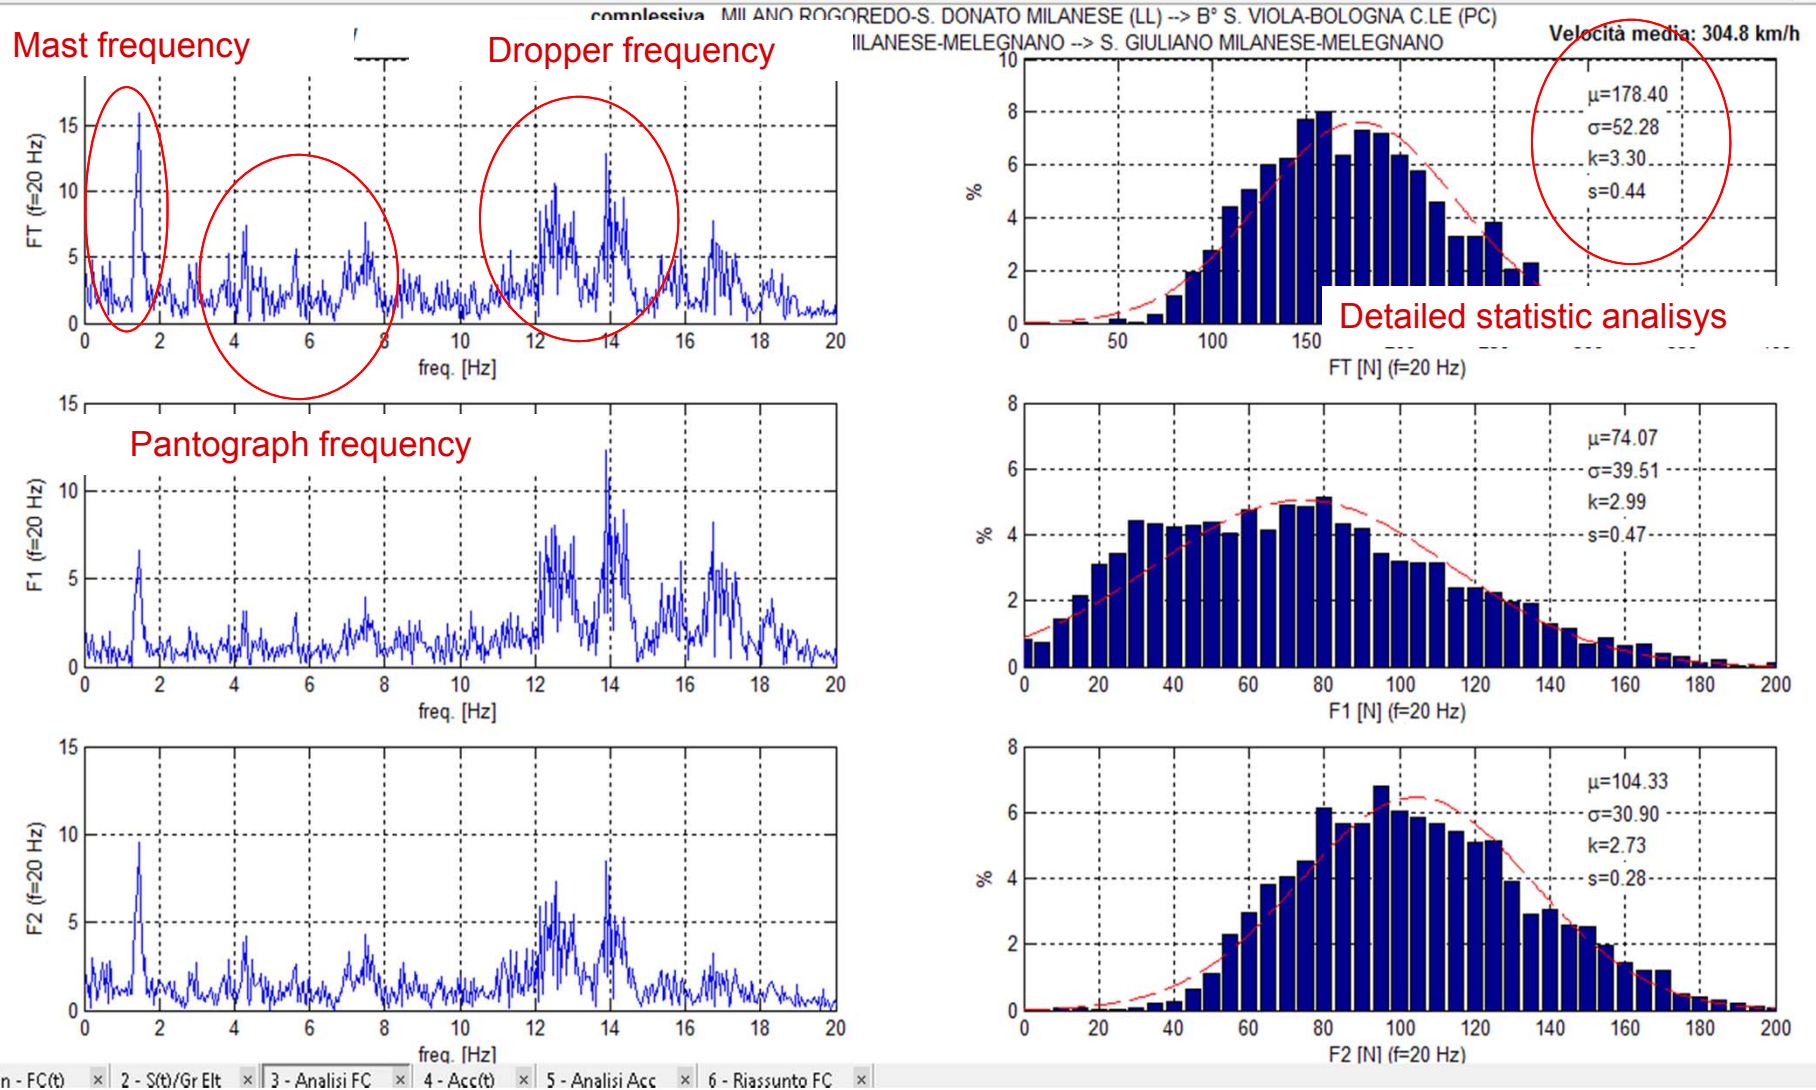 complessiva MILANO ROGOREDO-S. DONATO MILANESE (LL) --> B° S. VIOLA-BOLOGNA C.LE (PC)
ILANESE-MELEGNANO --> S. GIULIANO MILANESE-MELEGNANO
Velocità media: 304.8 km/h
Mast frequency
Dropper frequency
FT (f=20 Hz)
15
10
5
0
0 2 4 6 8 10 12 14 16 18 20
freq. [Hz]
%
10
8
6
4
2
0
μ=178.40
σ=52.28
k=3.30
s=0.44
Detailed statistic analisys
0 50 100 150
FT [N] (f=20 Hz)
Pantograph frequency
F1 (f=20 Hz)
15
10
5
0
0 2 4 6 8 10 12 14 16 18 20
freq. [Hz]
%
8
6
4
2
0
μ=74.07
σ=39.51
k=2.99
s=0.47
0 20 40 60 80 100 120 140 160 180 200
F1 [N] (f=20 Hz)
F2 (f=20 Hz)
15
10
5
0
0 2 4 6 8 10 12 14 16 18 20
freq. [Hz]
%
8
6
4
2
0
μ=104.33
σ=30.90
k=2.73
s=0.28
0 20 40 60 80 100 120 140 160 180 200
F2 [N] (f=20 Hz)
n - FC(t) 2 - S(t)/Gr Elt 3 - Analisi FC 4 - Acc(t) 5 - Analisi Acc 6 - Riassunto FC